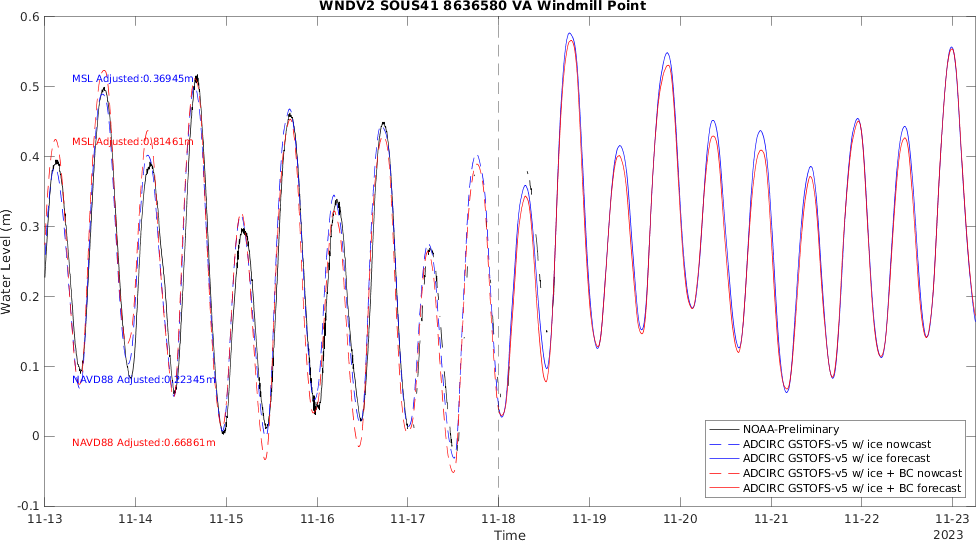 WNDV2 SOUS41 8636580 VA Windmill Point
0.6
0.5
0.4
0.3
0.2
0.1
0
-0.1
Water Level (m)
MSL Adjusted:0.36945m
MSL Adjusted:0.81461m
NAVD88 Adjusted:0.22345m
NAVD88 Adjusted:0.66861m
NOAA-Preliminary
ADCIRC GSTOFS-v5 w/ ice nowcast
ADCIRC GSTOFS-v5 w/ ice forecast
ADCIRC GSTOFS-v5 w/ ice + BC nowcast
ADCIRC GSTOFS-v5 w/ ice + BC forecast
11-13 11-14 11-15 11-16 11-17 11-18 11-19 11-20 11-21 11-22 11-23
Time 2023